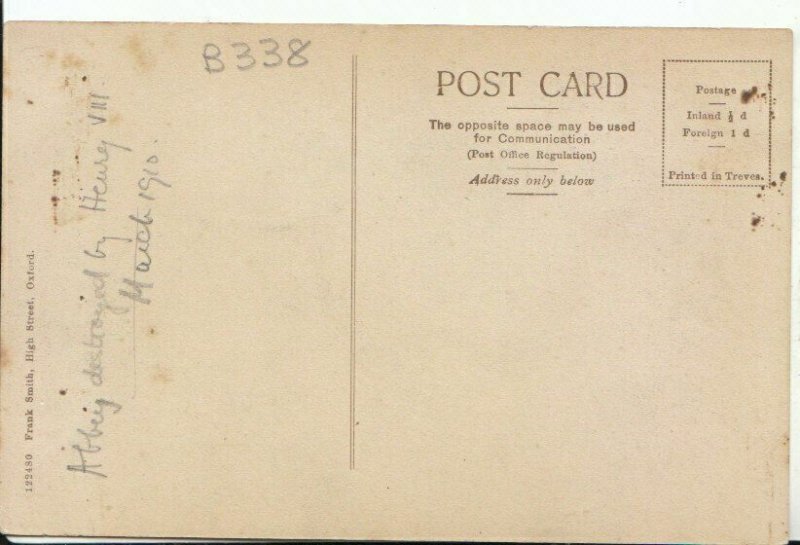 B338
POST CARD
The opposite space may be used
for Communication
(Post Office Regulation)
Address only below
Postage
Inland ½ d
Foreign 1 d
Printed in Treves.
Abbey destroyed by Henry VIII.
March 1910.
122480 Frank Smith, High Street, Oxford.